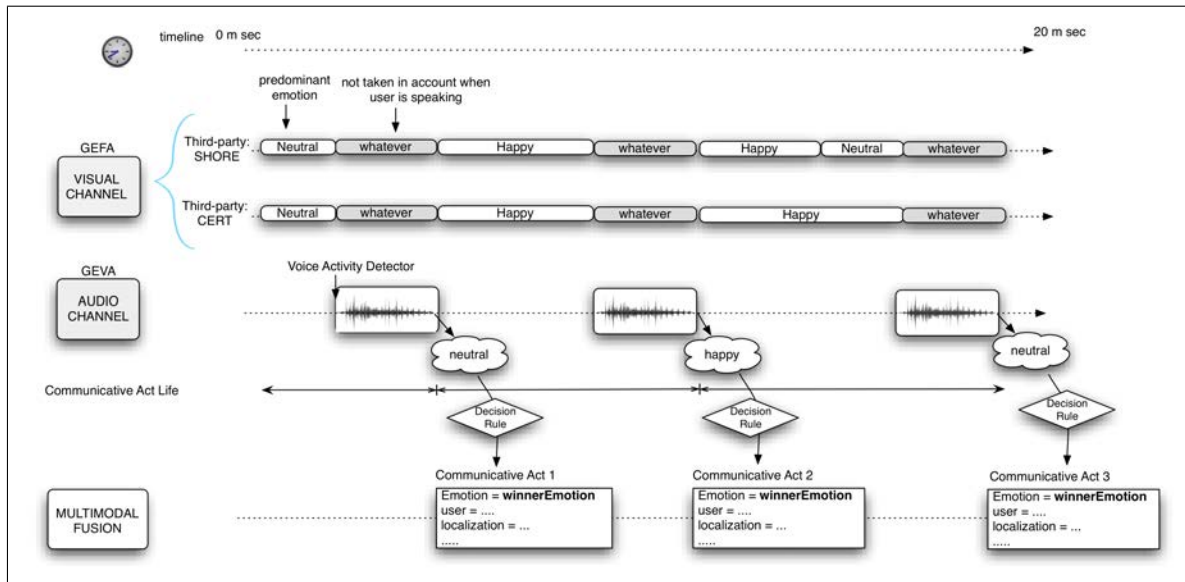 timeline 0 m sec 20 m sec
predominant
emotion
not taken in account when
user is speaking
GEFA
VISUAL
CHANNEL
Third-party:
SHORE
Neutral whatever Happy whatever Happy Neutral whatever
Third-party:
CERT
Neutral whatever Happy whatever Happy whatever
GEVA
AUDIO
CHANNEL
Voice Activity Detector
neutral happy neutral
Communicative Act Life
Decision
Rule
Decision
Rule
Decision
Rule
MULTIMODAL
FUSION
Communicative Act 1
Emotion = winnerEmotion
user = ....
localization = ...
.....
Communicative Act 2
Emotion = winnerEmotion
user = ....
localization = ...
.....
Communicative Act 3
Emotion = winnerEmotion
user = ....
localization = ...
.....